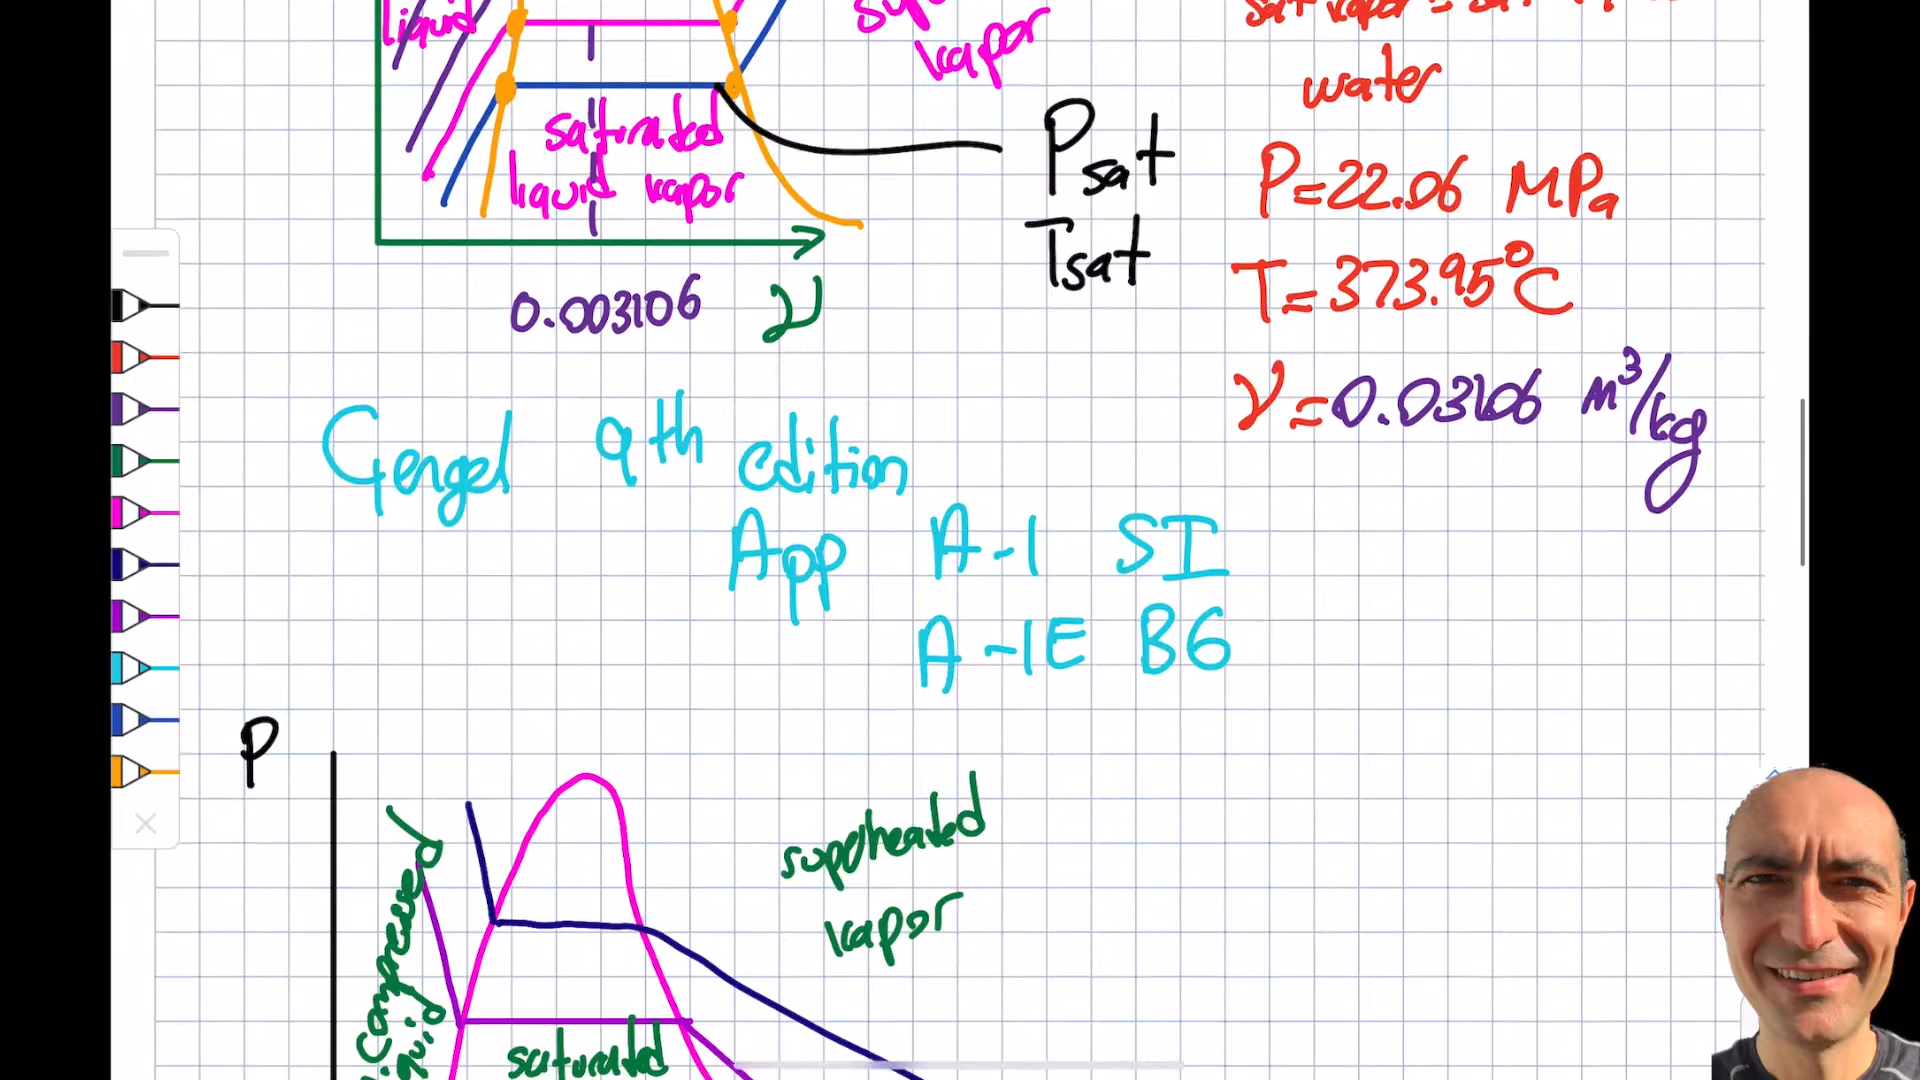 liquid
vapor
saturated
liquid vapor
Psat
Tsat
water
P=22.06 MPa
T=373.95°C
ν=0.03106 m³/kg
0.003106 ν
Cengel 9th edition
App A-1 SI
A-1E BG
P
superheated
vapor
Compressed
liquid
saturated